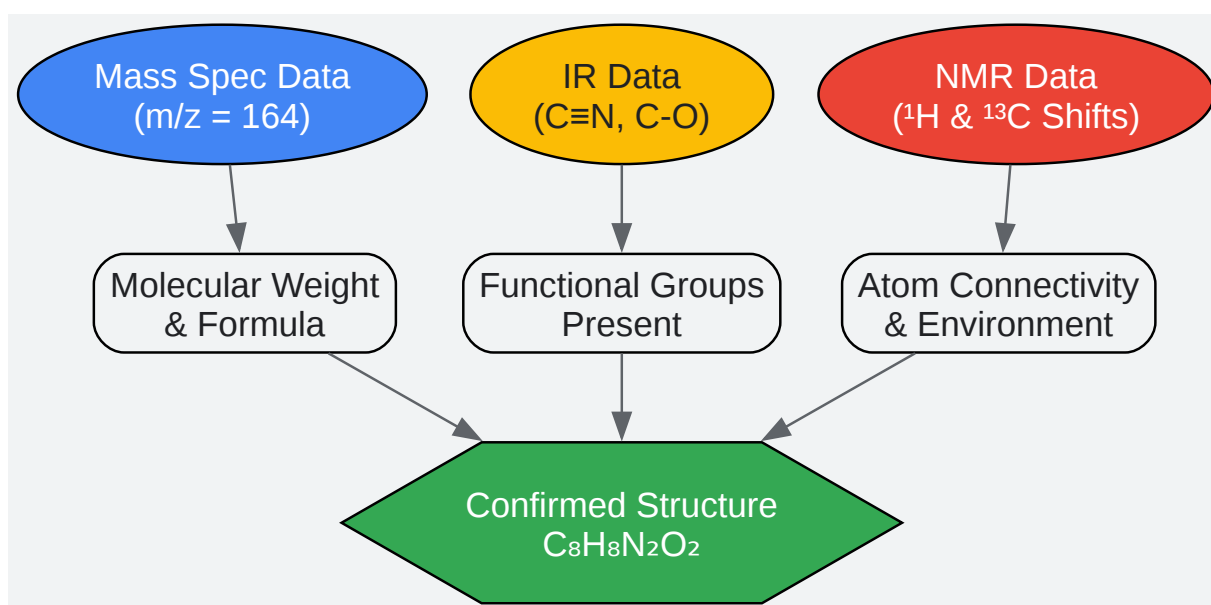 Mass Spec Data
(m/z = 164)
IR Data
(C≡N, C-O)
NMR Data
(¹H & ¹³C Shifts)
Molecular Weight
& Formula
Functional Groups
Present
Atom Connectivity
& Environment
Confirmed Structure
C₈H₈N₂O₂